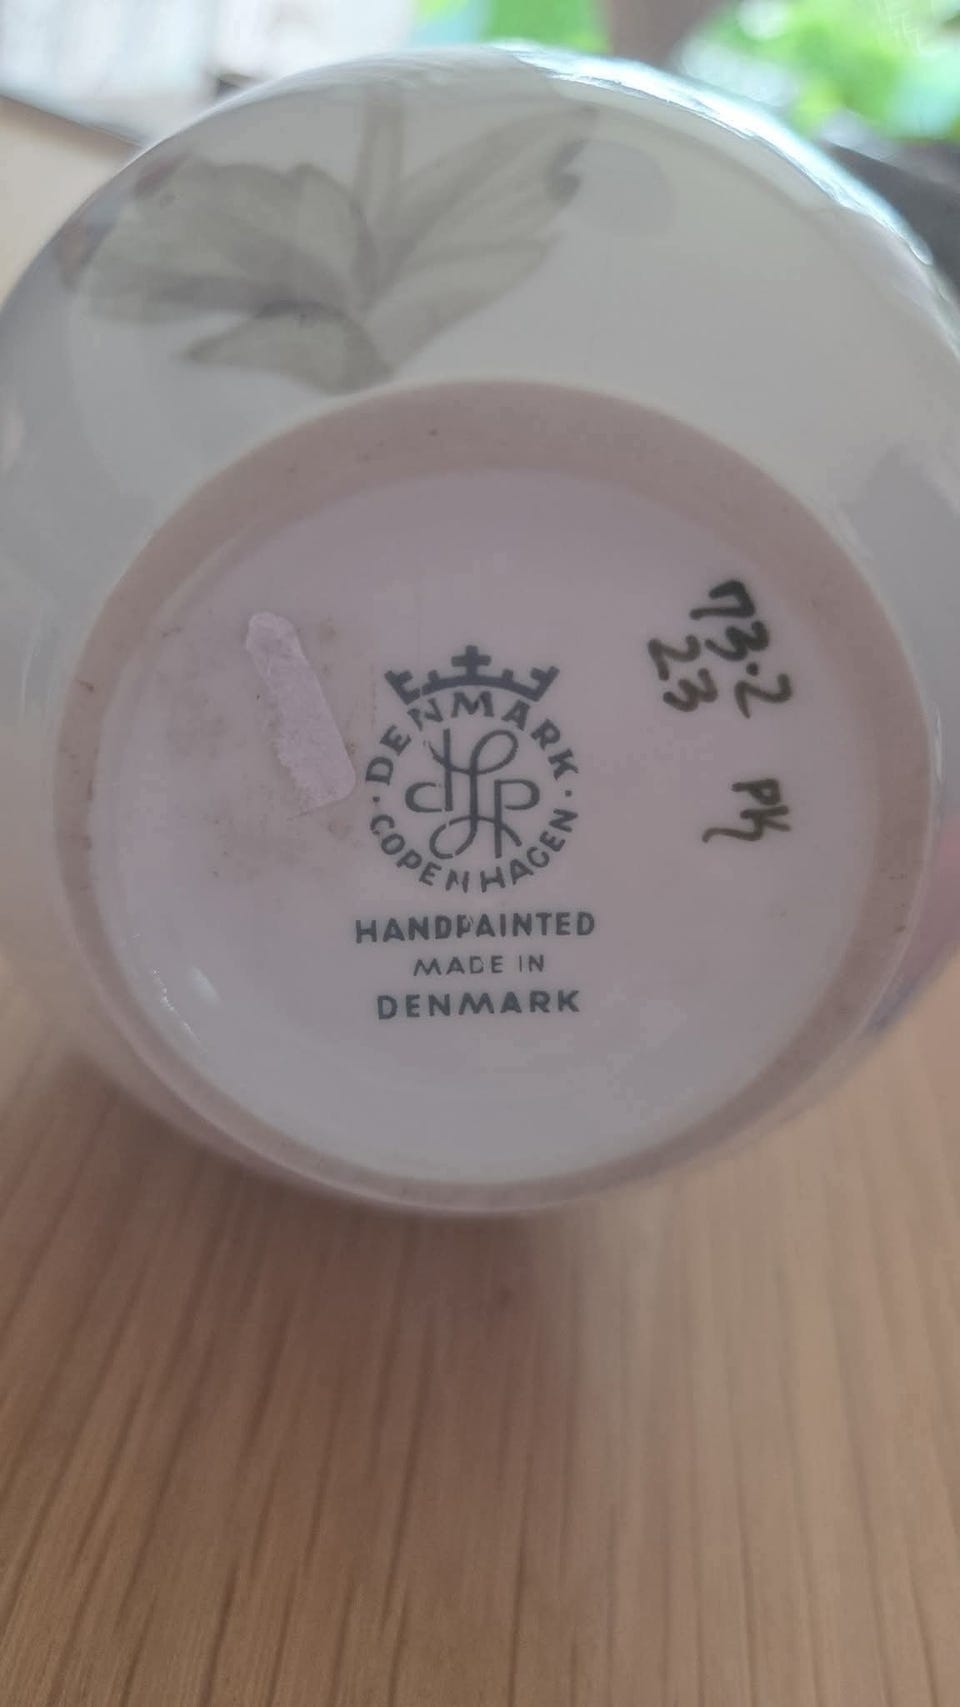 DENMARK
COPENHAGEN
HANDPAINTED
MADE IN
DENMARK
73.2
23
PK